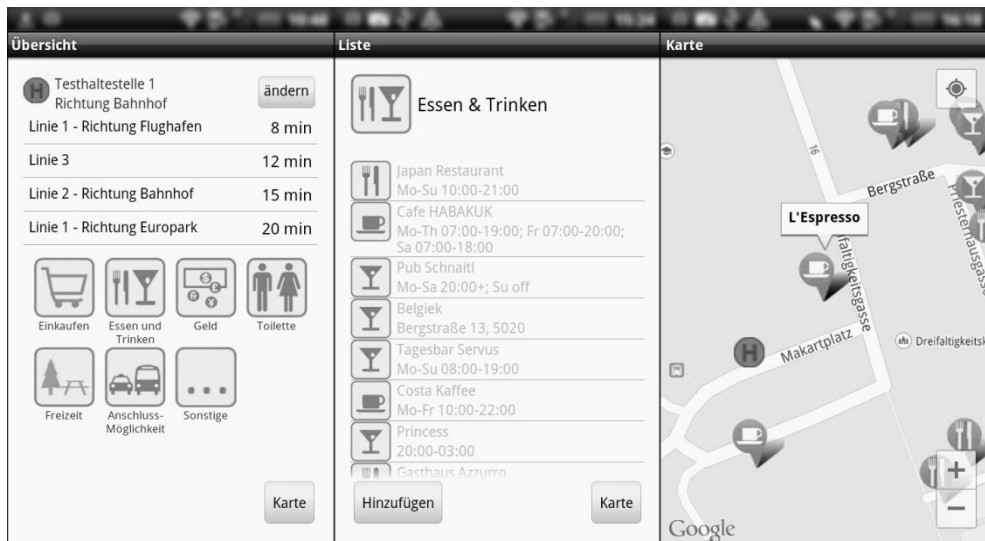 Übersicht
H
Testhaltestelle 1
Richtung Bahnhof
ändern
Linie 1 - Richtung Flughafen 8 min
Linie 3 12 min
Linie 2 - Richtung Bahnhof 15 min
Linie 1 - Richtung Europark 20 min
Einkaufen
Essen und
Trinken
Geld
Toilette
Freizeit
Anschluss-
Möglichkeit
Sonstige
Karte
Liste
Essen & Trinken
Japan Restaurant
Mo-Su 10:00-21:00
Cafe HABAKUK
Mo-Th 07:00-19:00; Fr 07:00-20:00;
Sa 07:00-18:00
Pub Schnaitl
Mo-Sa 20:00+; Su off
Belgiek
Bergstraße 13, 5020
Tagesbar Servus
Mo-Su 08:00-19:00
Costa Kaffee
Mo-Fr 10:00-22:00
Princess
20:00-03:00
Gasthaus Azzurro
Hinzufügen
Karte
Karte
16
Bergstraße
Priesterhausgasse
L'Espresso
ifaltigkeitsgasse
H
Makartplatz
Dreifaltigkeitsk
+
−
Google